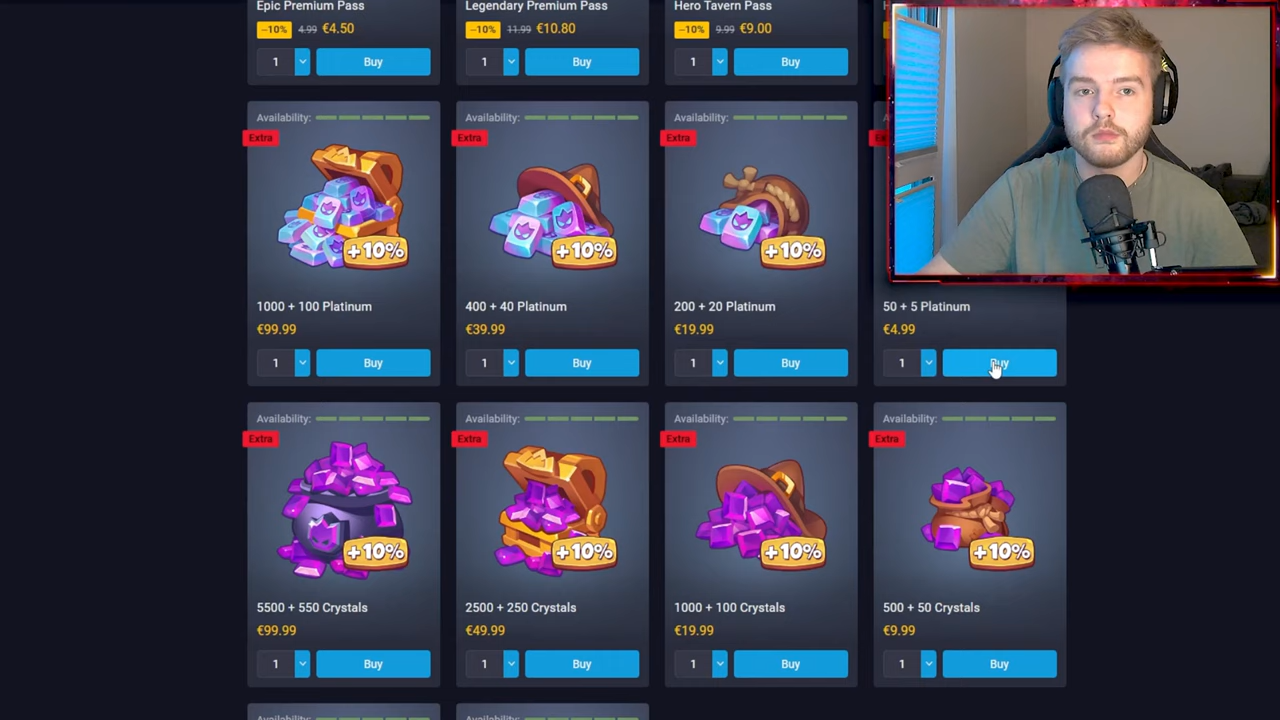 Epic Premium Pass
–10% 4.99 €4.50
1 Buy
Legendary Premium Pass
–10% 11.99 €10.80
1 Buy
Hero Tavern Pass
–10% 9.99 €9.00
1 Buy
Availability:
Extra
+10%
1000 + 100 Platinum
€99.99
1 Buy
Availability:
Extra
+10%
400 + 40 Platinum
€39.99
1 Buy
Availability:
Extra
+10%
200 + 20 Platinum
€19.99
1 Buy
50 + 5 Platinum
€4.99
1 Buy
Availability:
Extra
+10%
5500 + 550 Crystals
€99.99
1 Buy
Availability:
Extra
+10%
2500 + 250 Crystals
€49.99
1 Buy
Availability:
Extra
+10%
1000 + 100 Crystals
€19.99
1 Buy
Availability:
Extra
+10%
500 + 50 Crystals
€9.99
1 Buy
Availability:
Availability: